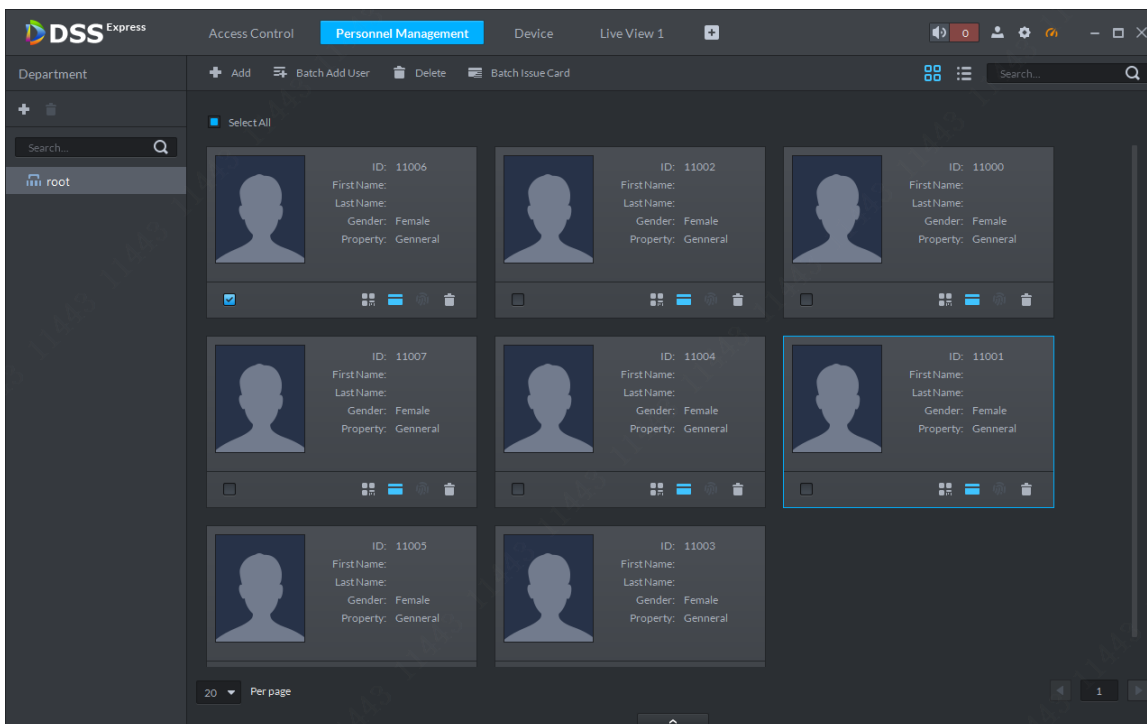 DSS Express
Access Control Personnel Management Device Live View 1 0
Department
Add Batch Add User Delete Batch Issue Card Search...
Search...
root
Select All
ID: 11006
First Name:
Last Name:
Gender: Female
Property: Genneral
ID: 11002
First Name:
Last Name:
Gender: Female
Property: Genneral
ID: 11000
First Name:
Last Name:
Gender: Female
Property: Genneral
ID: 11007
First Name:
Last Name:
Gender: Female
Property: Genneral
ID: 11004
First Name:
Last Name:
Gender: Female
Property: Genneral
ID: 11001
First Name:
Last Name:
Gender: Female
Property: Genneral
ID: 11005
First Name:
Last Name:
Gender: Female
Property: Genneral
ID: 11003
First Name:
Last Name:
Gender: Female
Property: Genneral
20 Per page 1